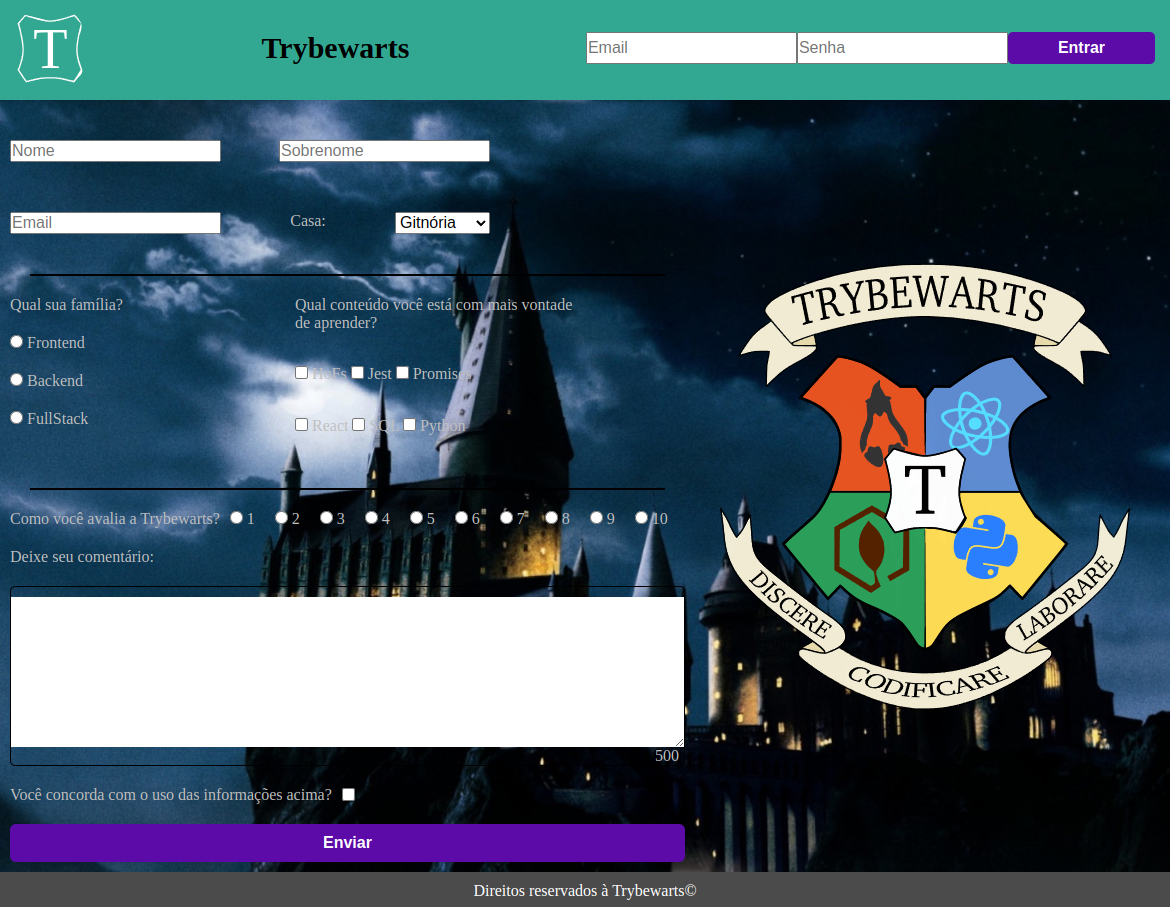 T
Trybewarts
Email
Senha
Entrar
Nome
Sobrenome
Email
Casa:
Gitnória
Qual sua família?
Qual conteúdo você está com mais vontade
de aprender?
Frontend
Backend
FullStack
HoFs Jest Promises
React SQL Python
Como você avalia a Trybewarts? 1 2 3 4 5 6 7 8 9 10
Deixe seu comentário:
500
Você concorda com o uso das informações acima?
Enviar
TRYBEWARTS
T
DISCERE
CODIFICARE
LABORARE
Direitos reservados à Trybewarts©